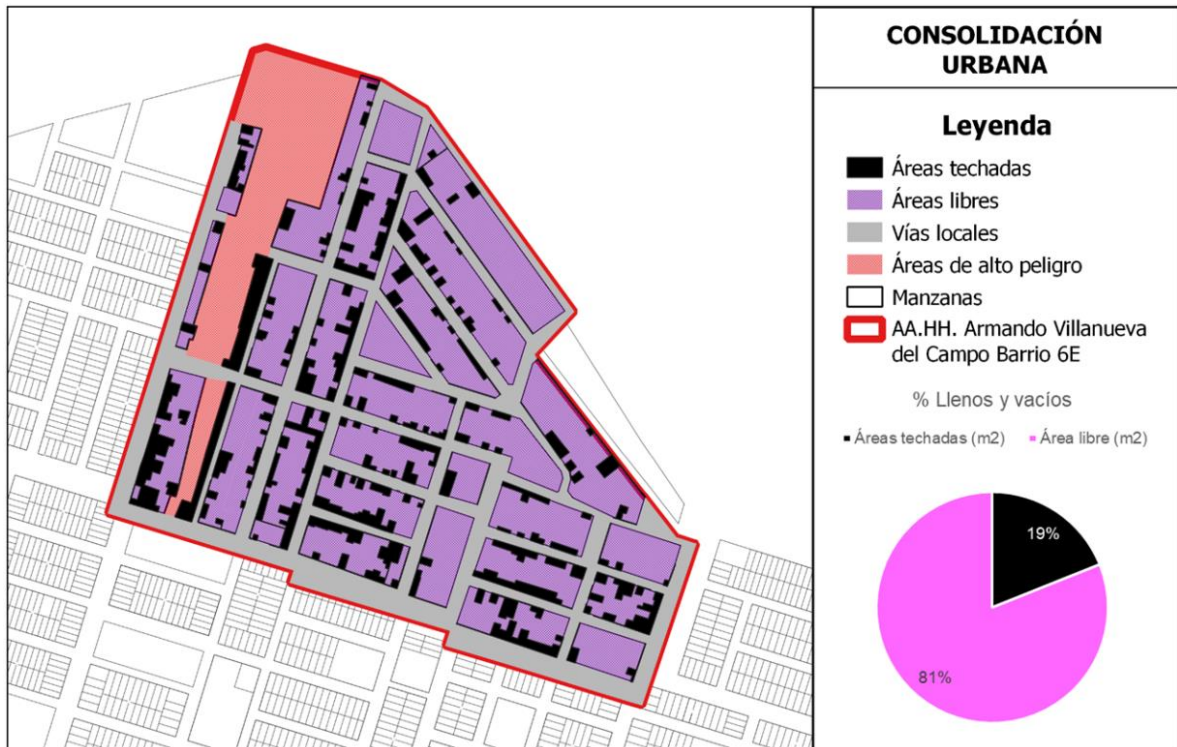 CONSOLIDACIÓN
URBANA
Leyenda
Áreas techadas
Áreas libres
Vías locales
Áreas de alto peligro
Manzanas
AA.HH. Armando Villanueva
del Campo Barrio 6E
% Llenos y vacíos
Áreas techadas (m2) Área libre (m2)
19%
81%